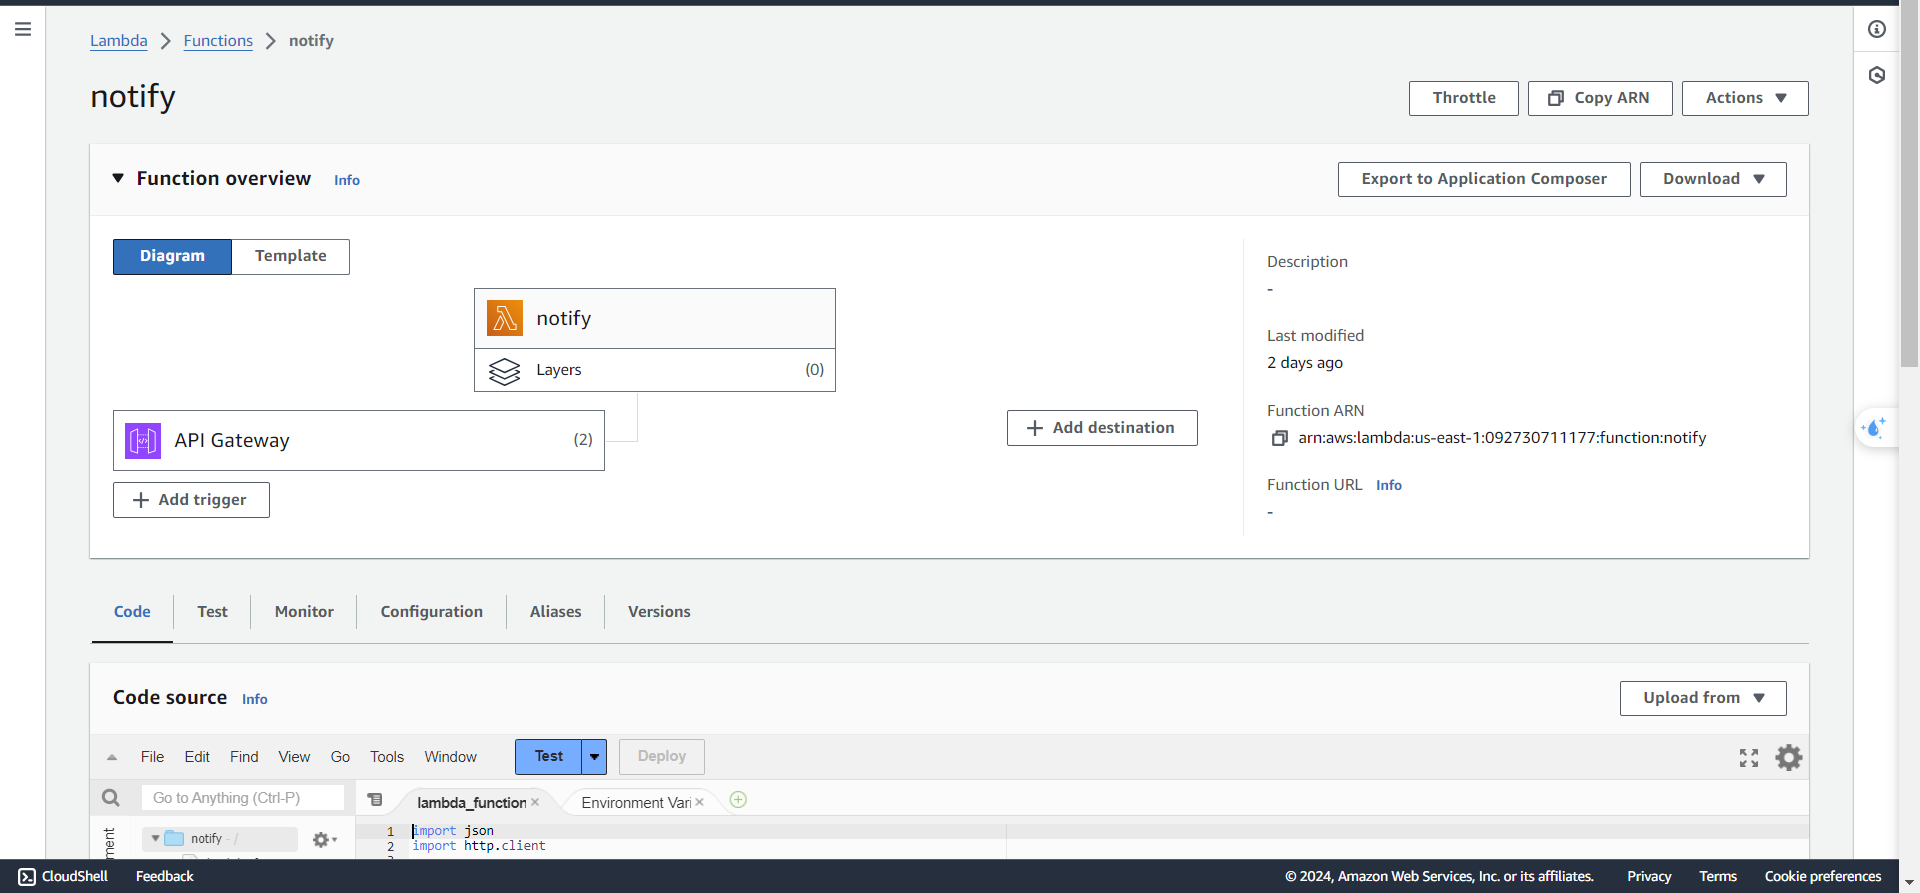 Lambda > Functions > notify
notify
Throttle
Copy ARN
Actions
Function overview Info
Export to Application Composer
Download
Diagram
Template
notify
Layers (0)
API Gateway (2)
Add trigger
Add destination
Description
-
Last modified
2 days ago
Function ARN
arn:aws:lambda:us-east-1:092730711177:function:notify
Function URL Info
-
Code
Test
Monitor
Configuration
Aliases
Versions
Code source Info
Upload from
File Edit Find View Go Tools Window
Test
Deploy
Go to Anything (Ctrl-P)
lambda_function
Environment Vari
notify - /
1 import json
2 import http.client
CloudShell
Feedback
© 2024, Amazon Web Services, Inc. or its affiliates.
Privacy
Terms
Cookie preferences